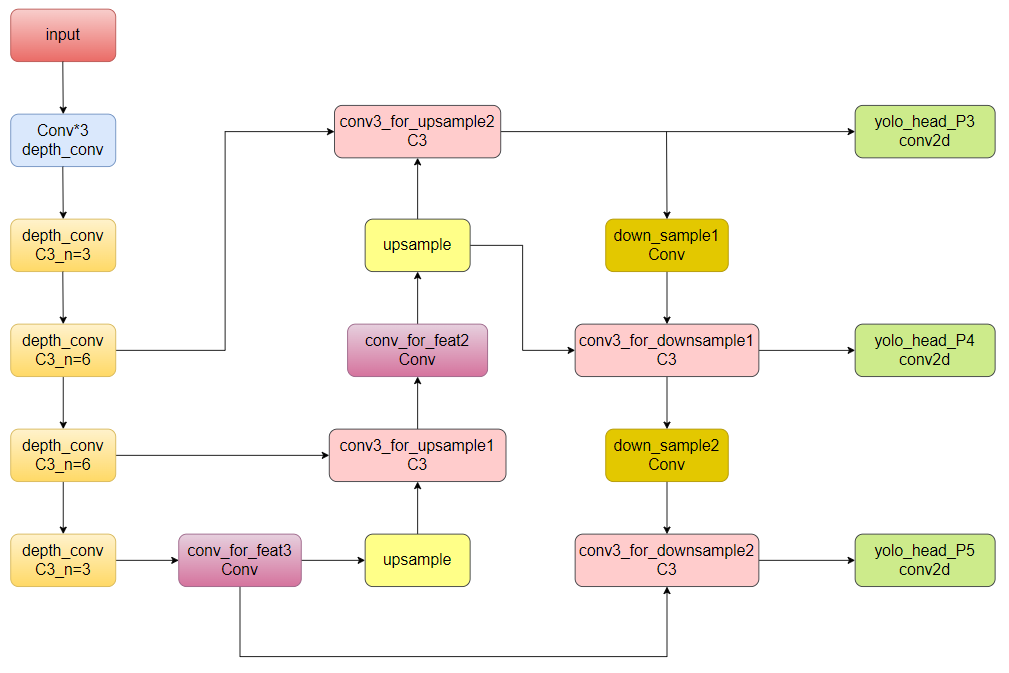 input
Conv*3
depth_conv
depth_conv
C3_n=3
depth_conv
C3_n=6
depth_conv
C3_n=6
depth_conv
C3_n=3
conv_for_feat3
Conv
conv3_for_upsample2
C3
upsample
conv_for_feat2
Conv
conv3_for_upsample1
C3
upsample
down_sample1
Conv
conv3_for_downsample1
C3
down_sample2
Conv
conv3_for_downsample2
C3
yolo_head_P3
conv2d
yolo_head_P4
conv2d
yolo_head_P5
conv2d